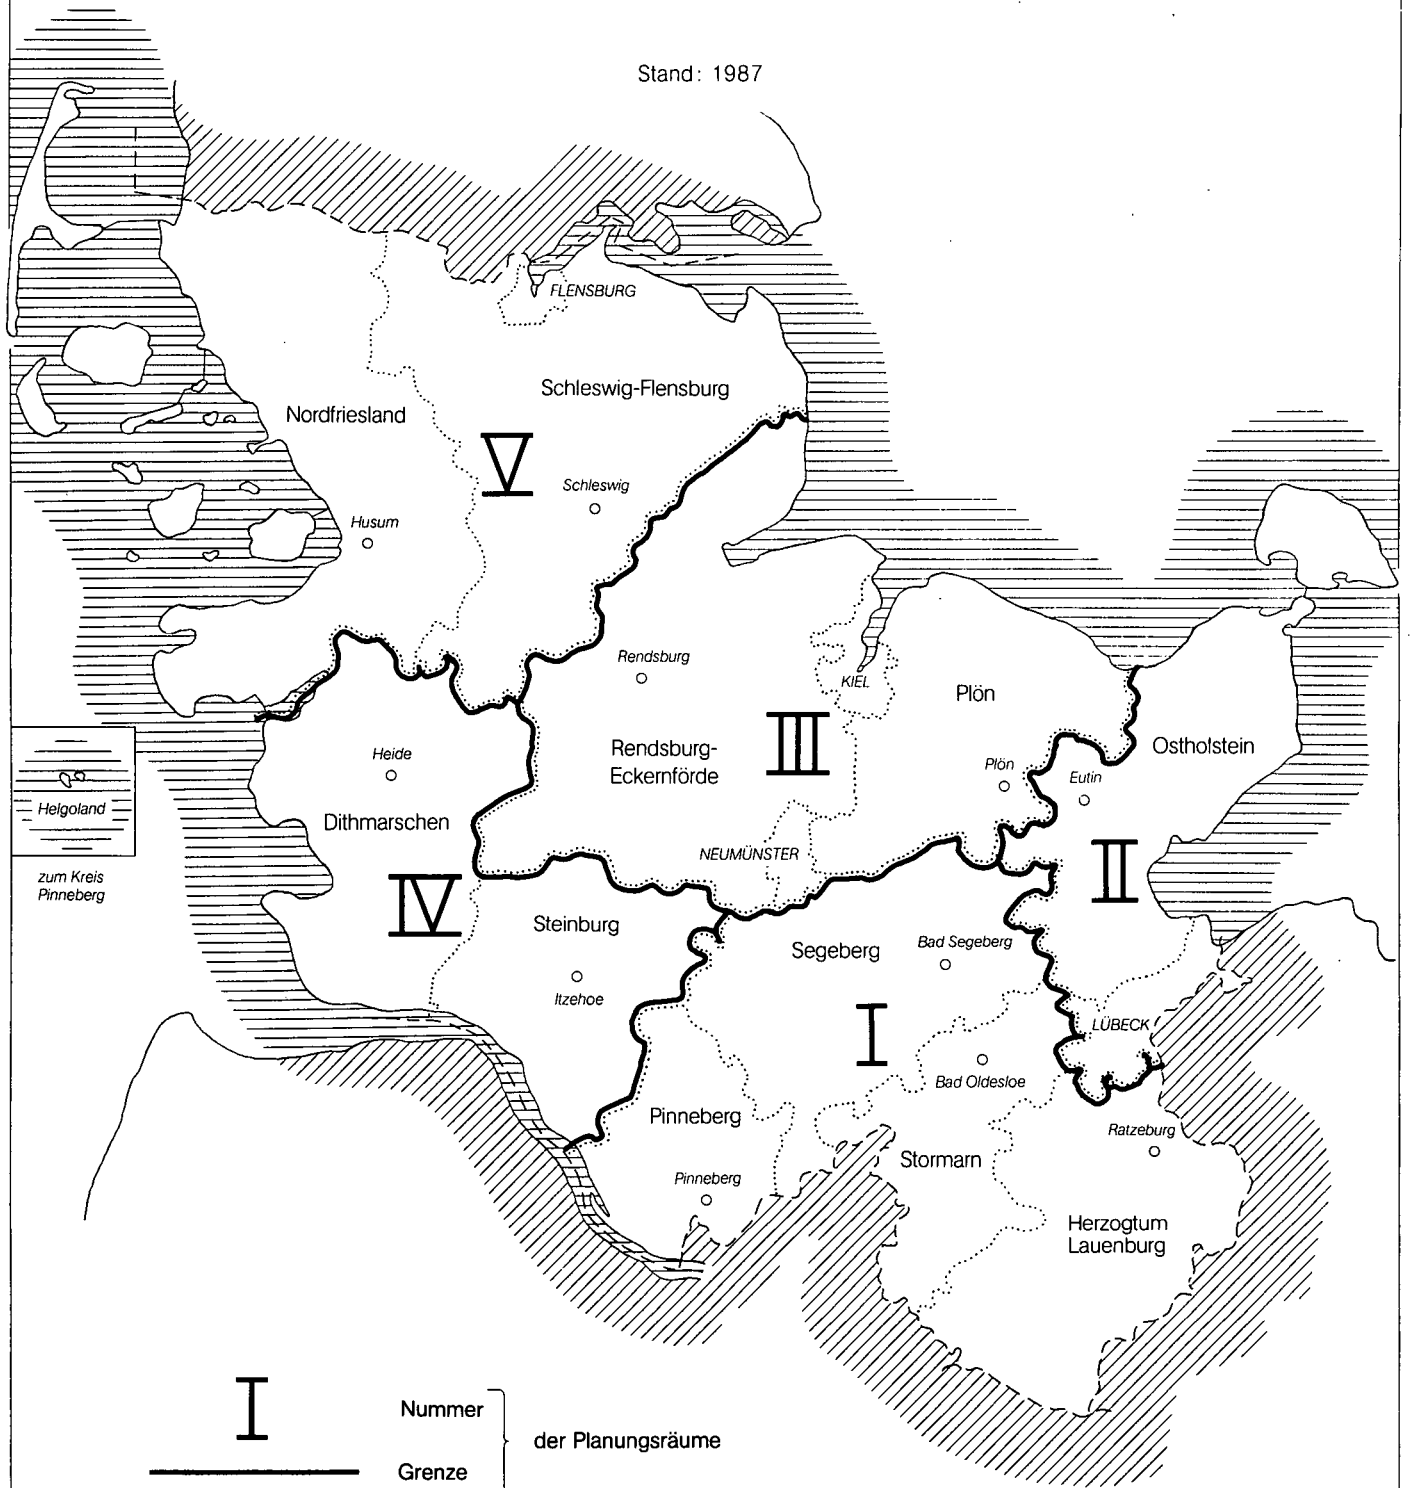 Stand: 1987
FLENSBURG
Schleswig-Flensburg
Nordfriesland
V
Schleswig
Husum
Rendsburg
KIEL
Plön
III
Heide
Rendsburg-
Eckernförde
Ostholstein
Plön
Eutin
Helgoland
Dithmarschen
NEUMÜNSTER
II
zum Kreis
Pinneberg
IV
Steinburg
Segeberg
Bad Segeberg
Itzehoe
I
LÜBECK
Bad Oldesloe
Pinneberg
Ratzeburg
Stormarn
Pinneberg
Herzogtum
Lauenburg
I
Nummer
der Planungsräume
Grenze